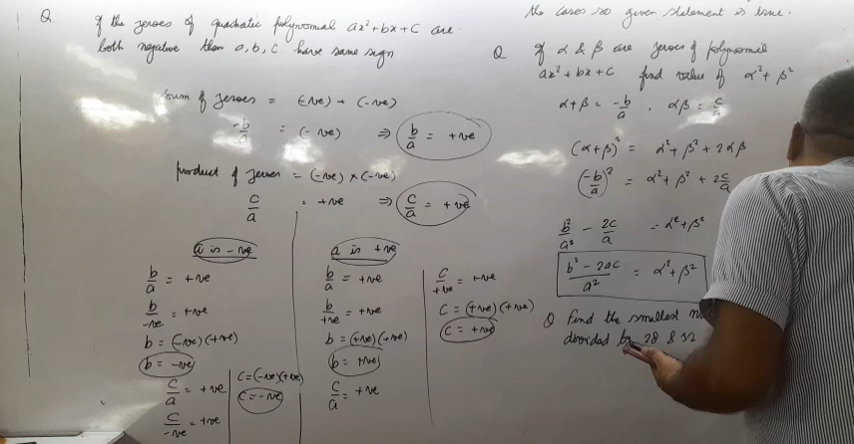 Q. If the zeroes of quadratic polynomial ax² + bx + c are
both negative then a, b, c have same sign
Sum of zeroes = (-ve) + (-ve)
-b/a = (-ve) ⇒ b/a = +ve
product of zeroes = (-ve) × (-ve)
c/a = +ve ⇒ c/a = +ve
a is -ve
b/a = +ve
b/-ve = +ve
b = (-ve)(+ve)
b = -ve
c/a = +ve
c/-ve = +ve
c = (-ve)(+ve)
c = -ve
a is +ve
b/a = +ve
b/+ve = +ve
b = (+ve)(+ve)
b = +ve
c/a = +ve
c/+ve = +ve
c = (+ve)(+ve)
c = +ve
the cases so given statement is true.
Q If α & β are zeroes of polynomial
ax² + bx + c find value of α² + β²
α+β = -b/a , αβ = c/a
(α+β)² = α² + β² + 2αβ
(-b/a)² = α² + β² + 2c/a
b²/a² - 2c/a = α² + β²
b² - 2ac/a² = α² + β²
Q Find the smallest
divided by 28 & 32